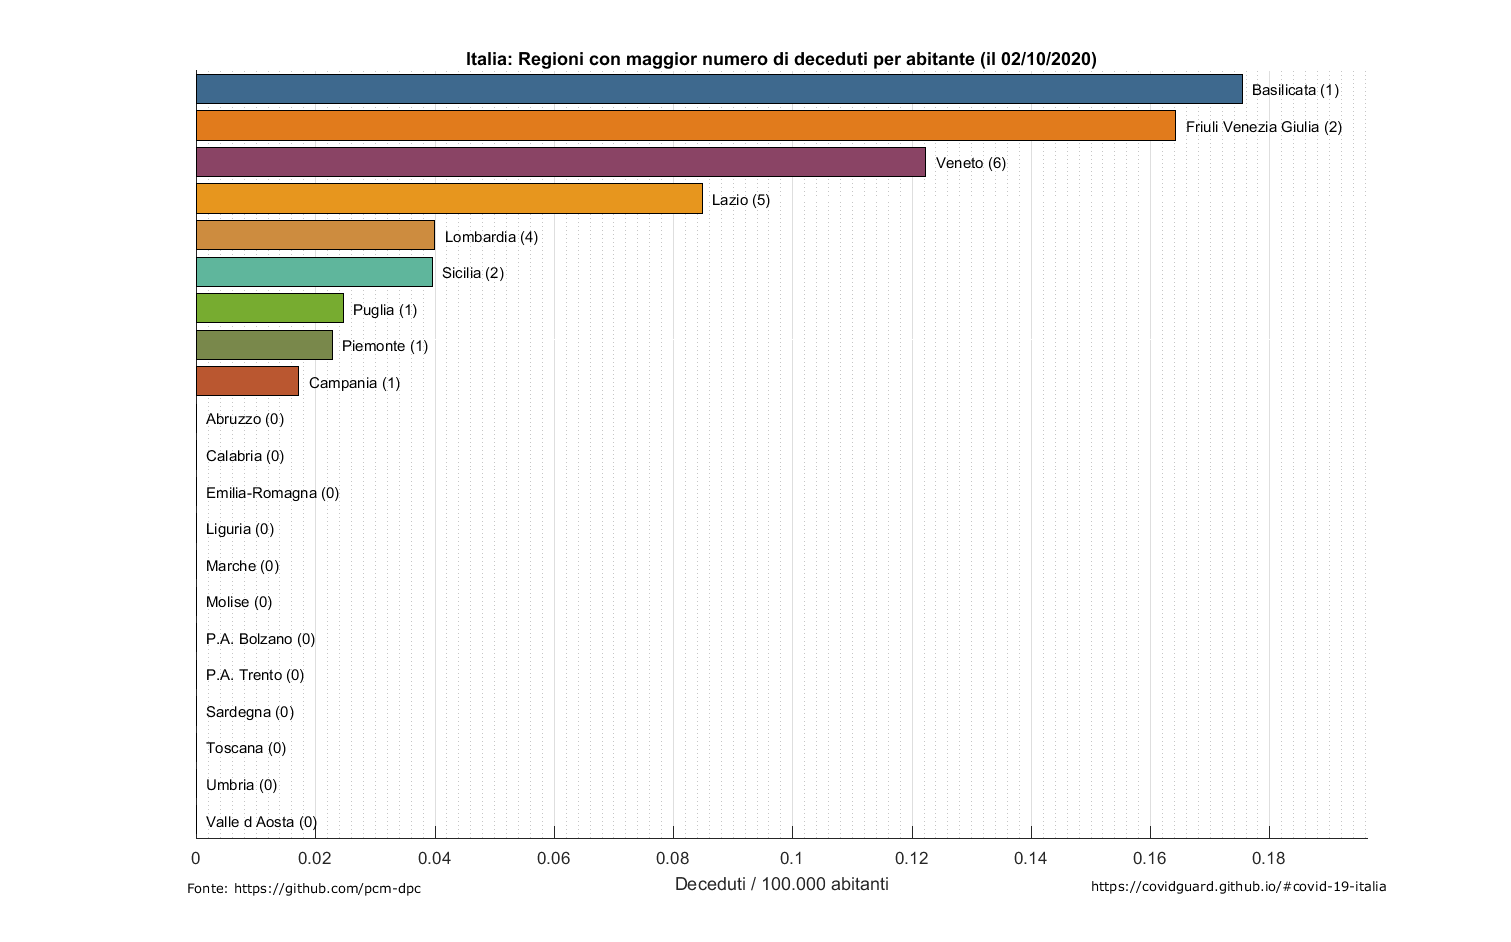 Italia: Regioni con maggior numero di deceduti per abitante (il 02/10/2020)
Basilicata (1)
Friuli Venezia Giulia (2)
Veneto (6)
Lazio (5)
Lombardia (4)
Sicilia (2)
Puglia (1)
Piemonte (1)
Campania (1)
Abruzzo (0)
Calabria (0)
Emilia-Romagna (0)
Liguria (0)
Marche (0)
Molise (0)
P.A. Bolzano (0)
P.A. Trento (0)
Sardegna (0)
Toscana (0)
Umbria (0)
Valle d Aosta (0)
0 0.02 0.04 0.06 0.08 0.1 0.12 0.14 0.16 0.18
Deceduti / 100.000 abitanti
Fonte: https://github.com/pcm-dpc
https://covidguard.github.io/#covid-19-italia